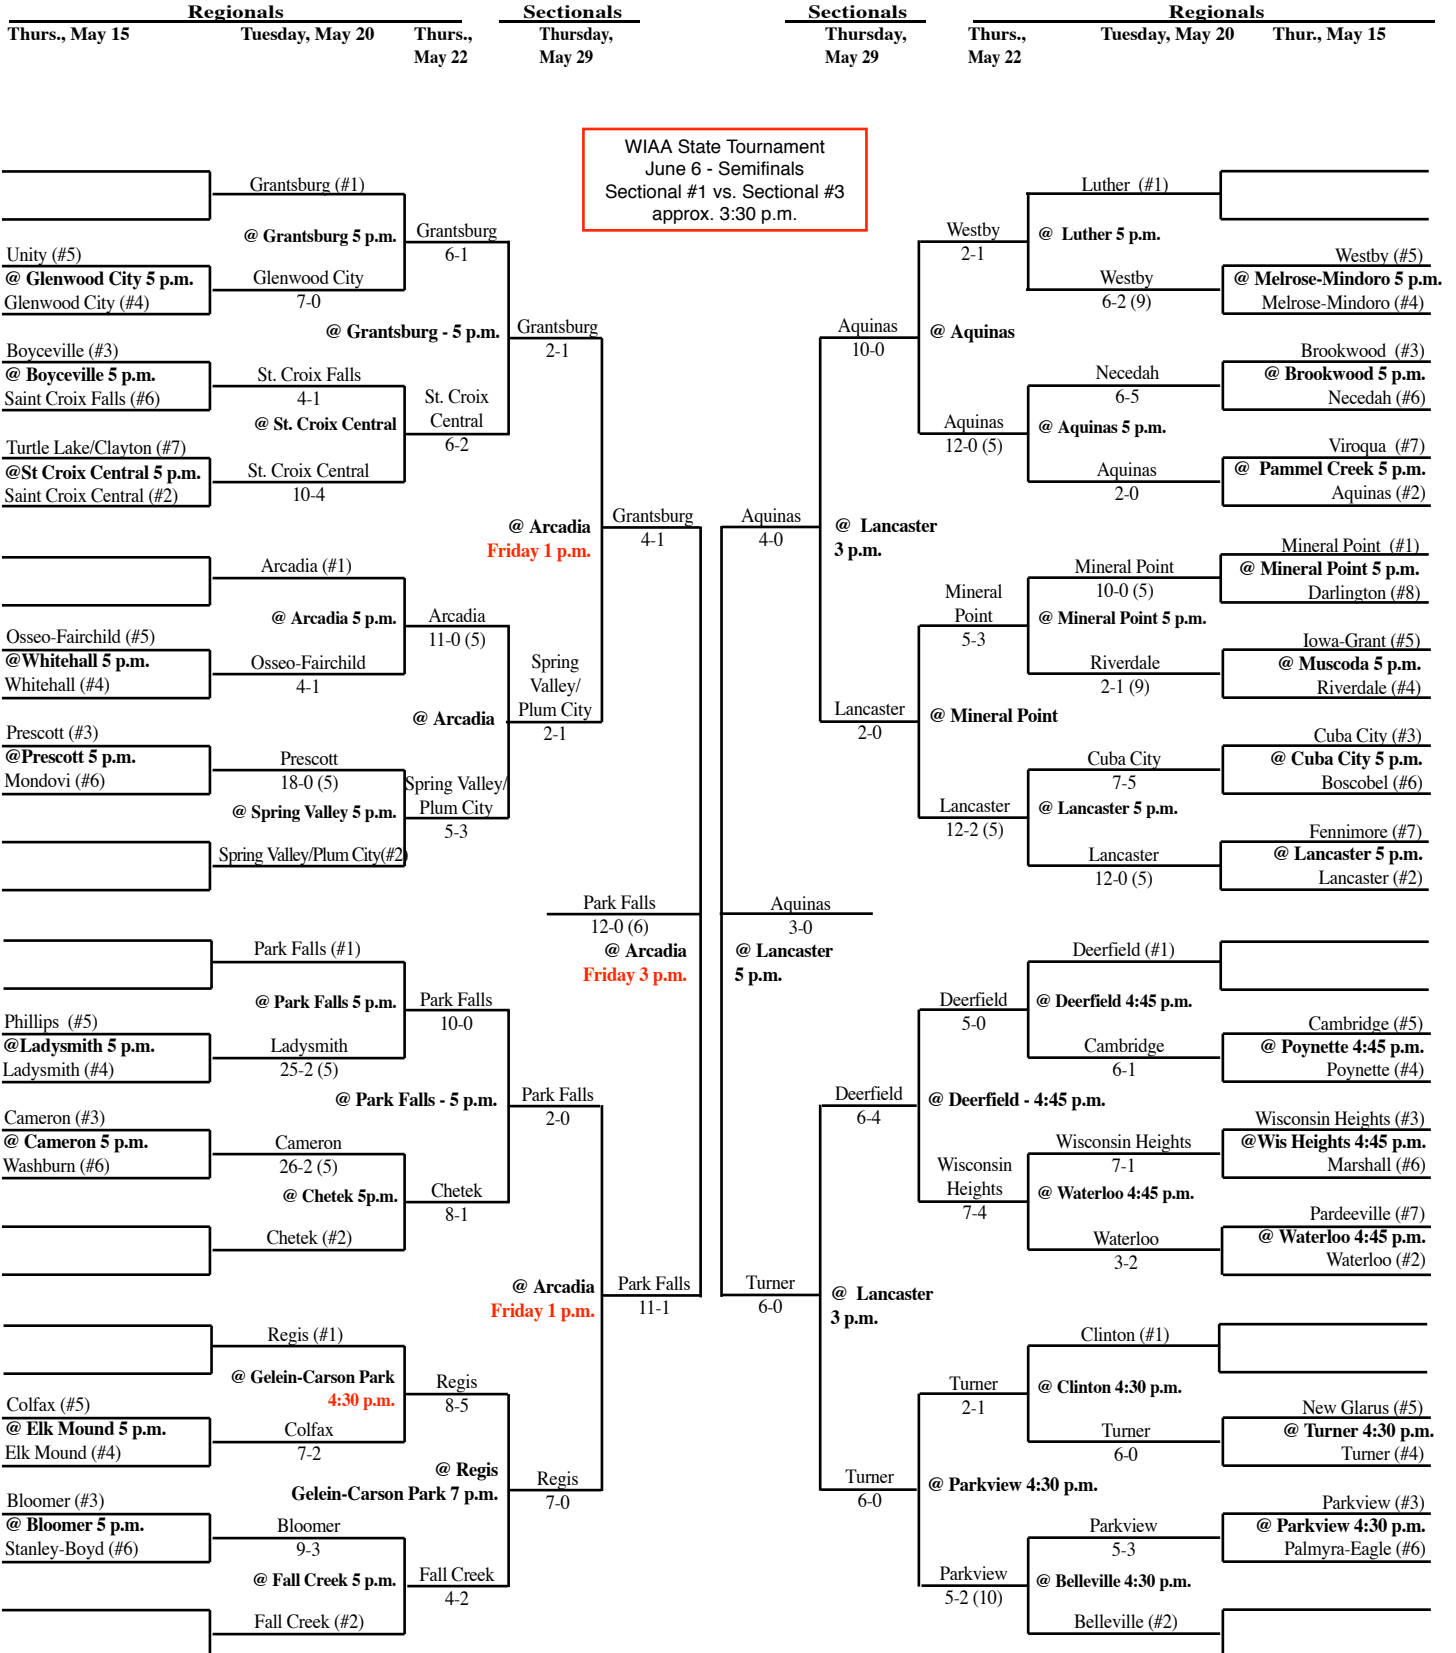 Regionals
Sectionals
Sectionals
Regionals
Thurs., May 15
Tuesday, May 20
Thurs.,
May 22
Thursday,
May 29
Thursday,
May 29
Thurs.,
May 22
Tuesday, May 20
Thur., May 15
WIAA State Tournament
June 6 - Semifinals
Sectional #1 vs. Sectional #3
approx. 3:30 p.m.
Grantsburg (#1)
@ Grantsburg 5 p.m.
Grantsburg
6-1
Unity (#5)
@ Glenwood City 5 p.m.
Glenwood City (#4)
Glenwood City
7-0
@ Grantsburg - 5 p.m.
Grantsburg
2-1
Boyceville (#3)
@ Boyceville 5 p.m.
Saint Croix Falls (#6)
St. Croix Falls
4-1
@ St. Croix Central
St. Croix
Central
6-2
Turtle Lake/Clayton (#7)
@St Croix Central 5 p.m.
Saint Croix Central (#2)
St. Croix Central
10-4
@ Arcadia
Friday 1 p.m.
Grantsburg
4-1
Arcadia (#1)
@ Arcadia 5 p.m.
Arcadia
11-0 (5)
Osseo-Fairchild (#5)
@Whitehall 5 p.m.
Whitehall (#4)
Osseo-Fairchild
4-1
Spring
Valley/
Plum City
2-1
@ Arcadia
Prescott (#3)
@Prescott 5 p.m.
Mondovi (#6)
Prescott
18-0 (5)
@ Spring Valley 5 p.m.
Spring Valley/
Plum City
5-3
Spring Valley/Plum City(#2)
Park Falls
12-0 (6)
@ Arcadia
Friday 3 p.m.
Park Falls (#1)
@ Park Falls 5 p.m.
Park Falls
10-0
Phillips (#5)
@Ladysmith 5 p.m.
Ladysmith (#4)
Ladysmith
25-2 (5)
@ Park Falls - 5 p.m.
Park Falls
2-0
Cameron (#3)
@ Cameron 5 p.m.
Washburn (#6)
Cameron
26-2 (5)
@ Chetek 5p.m.
Chetek
8-1
Chetek (#2)
@ Arcadia
Friday 1 p.m.
Park Falls
11-1
Regis (#1)
@ Gelein-Carson Park
4:30 p.m.
Regis
8-5
Colfax (#5)
@ Elk Mound 5 p.m.
Elk Mound (#4)
Colfax
7-2
@ Regis
Gelein-Carson Park 7 p.m.
Regis
7-0
Bloomer (#3)
@ Bloomer 5 p.m.
Stanley-Boyd (#6)
Bloomer
9-3
@ Fall Creek 5 p.m.
Fall Creek
4-2
Fall Creek (#2)
Luther (#1)
Westby
2-1
@ Luther 5 p.m.
Westby
6-2 (9)
Westby (#5)
@ Melrose-Mindoro 5 p.m.
Melrose-Mindoro (#4)
Aquinas
10-0
@ Aquinas
Brookwood (#3)
@ Brookwood 5 p.m.
Necedah (#6)
Necedah
6-5
Aquinas
12-0 (5)
@ Aquinas 5 p.m.
Viroqua (#7)
@ Pammel Creek 5 p.m.
Aquinas (#2)
Aquinas
2-0
Aquinas
4-0
@ Lancaster
3 p.m.
Mineral Point (#1)
@ Mineral Point 5 p.m.
Darlington (#8)
Mineral Point
10-0 (5)
Mineral
Point
5-3
@ Mineral Point 5 p.m.
Iowa-Grant (#5)
@ Muscoda 5 p.m.
Riverdale (#4)
Riverdale
2-1 (9)
Lancaster
2-0
@ Mineral Point
Cuba City (#3)
@ Cuba City 5 p.m.
Boscobel (#6)
Cuba City
7-5
Lancaster
12-2 (5)
@ Lancaster 5 p.m.
Fennimore (#7)
@ Lancaster 5 p.m.
Lancaster (#2)
Lancaster
12-0 (5)
Aquinas
3-0
@ Lancaster
5 p.m.
Deerfield (#1)
Deerfield
5-0
@ Deerfield 4:45 p.m.
Cambridge (#5)
@ Poynette 4:45 p.m.
Poynette (#4)
Cambridge
6-1
Deerfield
6-4
@ Deerfield - 4:45 p.m.
Wisconsin Heights (#3)
@Wis Heights 4:45 p.m.
Marshall (#6)
Wisconsin Heights
7-1
Wisconsin
Heights
7-4
@ Waterloo 4:45 p.m.
Pardeeville (#7)
@ Waterloo 4:45 p.m.
Waterloo (#2)
Waterloo
3-2
Turner
6-0
@ Lancaster
3 p.m.
Clinton (#1)
Turner
2-1
@ Clinton 4:30 p.m.
New Glarus (#5)
@ Turner 4:30 p.m.
Turner (#4)
Turner
6-0
Turner
6-0
@ Parkview 4:30 p.m.
Parkview (#3)
@ Parkview 4:30 p.m.
Palmyra-Eagle (#6)
Parkview
5-3
Parkview
5-2 (10)
@ Belleville 4:30 p.m.
Belleville (#2)